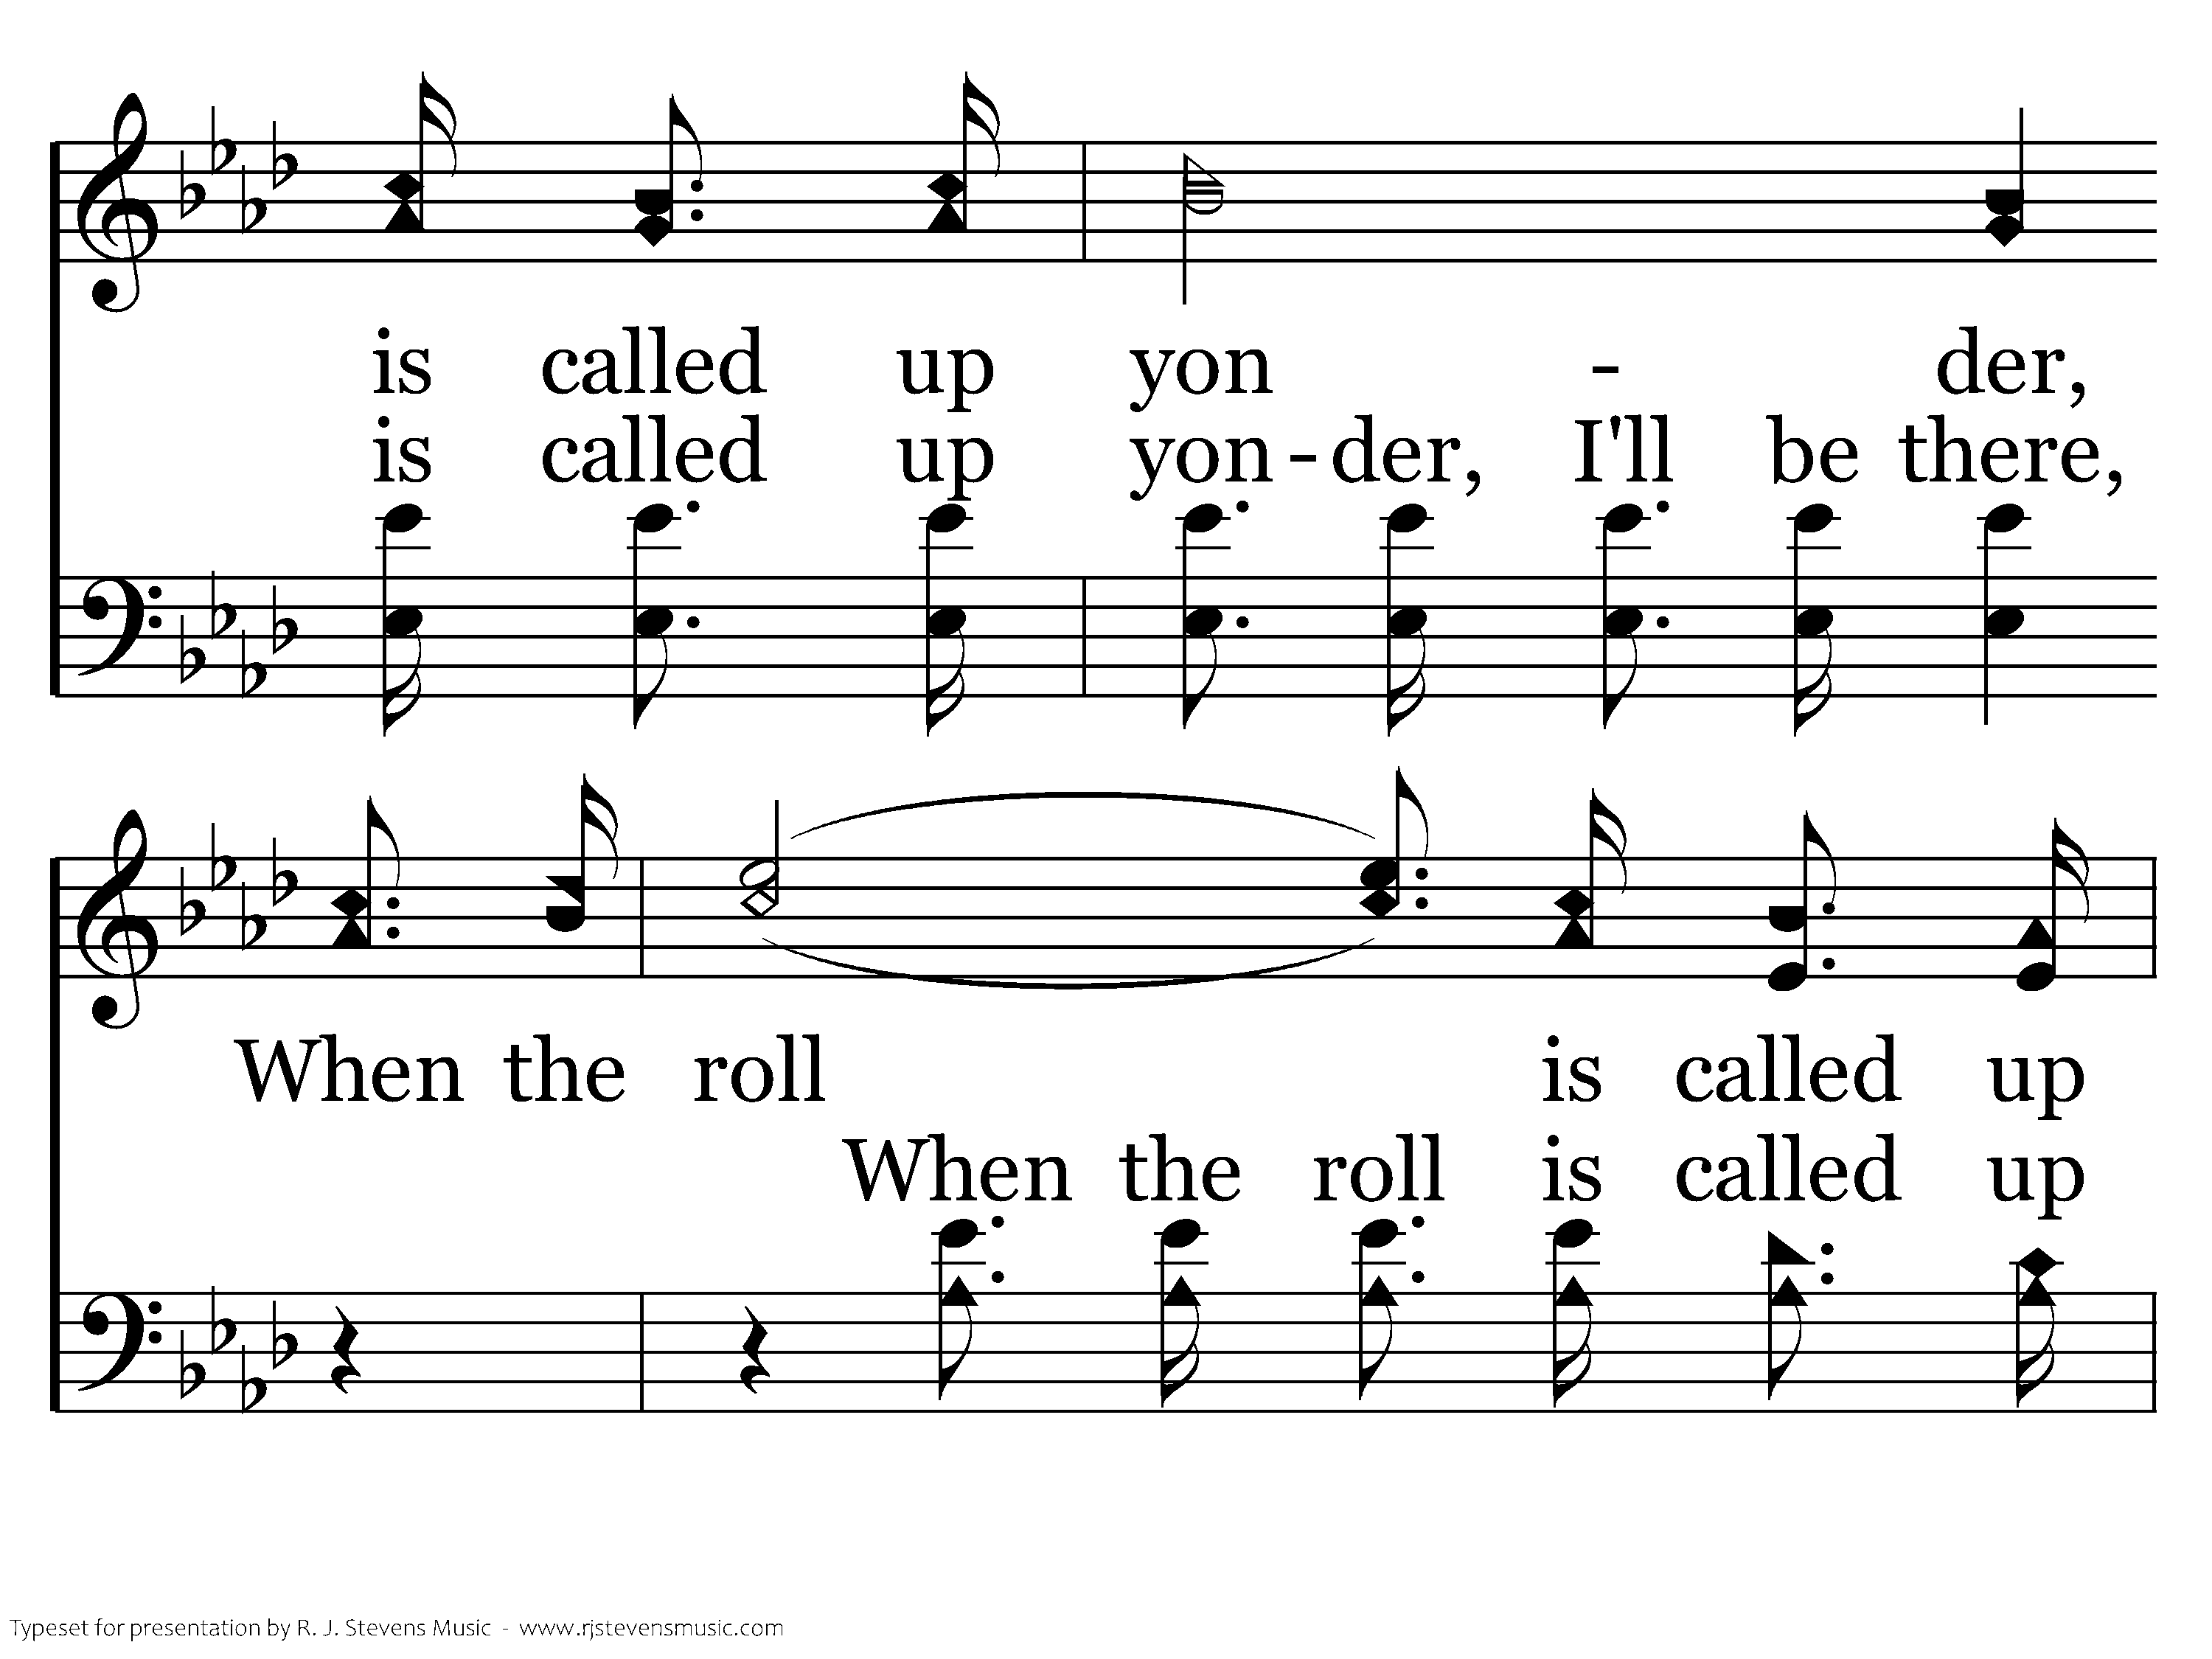 is called up yon - der,
is called up yon - der, I'll be there,
When the roll is called up
When the roll is called up
Typeset for presentation by R. J. Stevens Music - www.rjstevensmusic.com